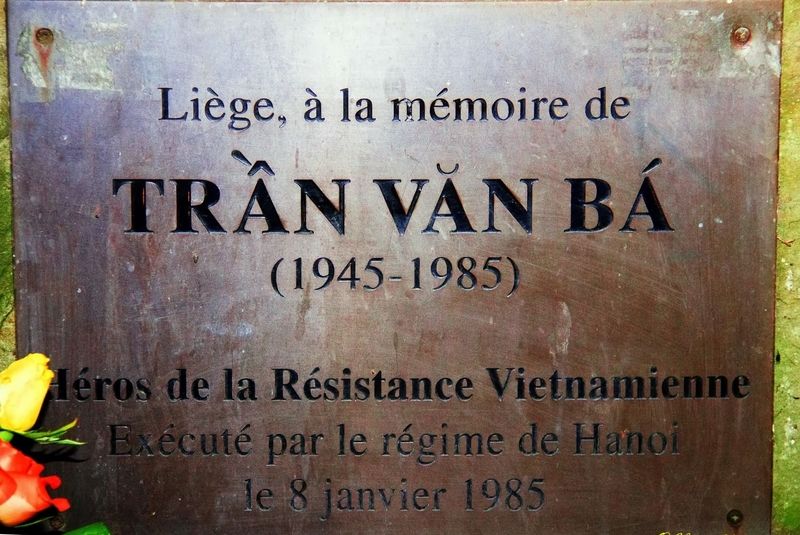 Liège, à la mémoire de
TRẦN VĂN BÁ
(1945-1985)
Héros de la Résistance Vietnamienne
Exécuté par le régime de Hanoi
le 8 janvier 1985